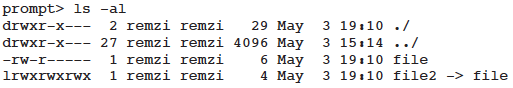 prompt> ls -al
drwxr-x---  2 remzi remzi   29 May  3 19:10 ./
drwxr-x--- 27 remzi remzi 4096 May  3 15:14 ../
-rw-r-----  1 remzi remzi    6 May  3 19:10 file
lrwxrwxrwx  1 remzi remzi    4 May  3 19:10 file2 -> file